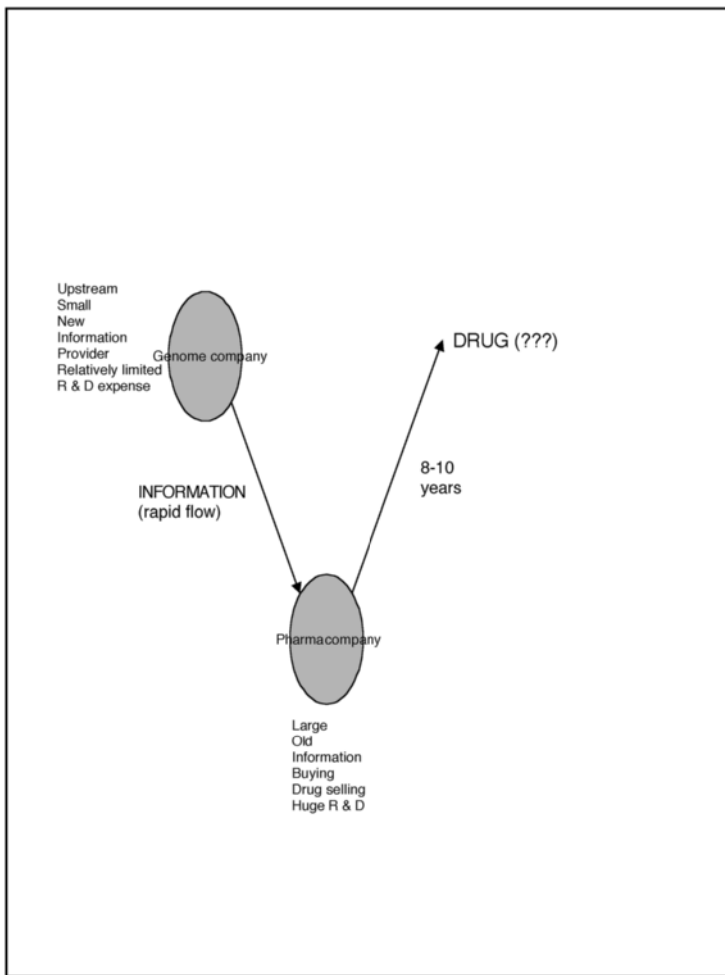 Upstream
Small
New
Information
Provider
Relatively limited
R & D expense
Genome company
DRUG (???)
8-10
years
INFORMATION
(rapid flow)
Pharmacompany
Large
Old
Information
Buying
Drug selling
Huge R & D